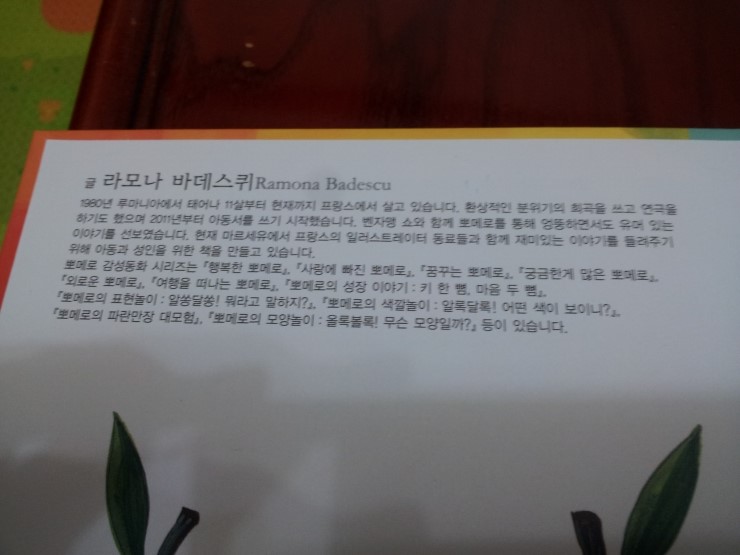 글 라모나 바데스퀴Ramona Badescu
1980년 루마니아에서 태어나 11살부터 현재까지 프랑스에서 살고 있습니다. 환상적인 분위기의 희곡을 쓰고 연극을
하기도 했으며 2011년부터 아동서를 쓰기 시작했습니다. 벤자맹 쇼와 함께 뽀메로를 통해 엉뚱하면서도 유머 있는
이야기를 선보였습니다. 현재 마르세유에서 프랑스의 일러스트레이터 동료들과 함께 재미있는 이야기를 들려주기
위해 아동과 성인을 위한 책을 만들고 있습니다.
뽀메로 감성동화 시리즈는 『행복한 뽀메로』, 『사랑에 빠진 뽀메로』, 『꿈꾸는 뽀메로』, 『궁금한게 많은 뽀메로』,
『외로운 뽀메로』, 『여행을 떠나는 뽀메로』, 『뽀메로의 성장 이야기 : 키 한 뼘, 마음 두 뼘』,
『뽀메로의 표현놀이 : 알쏭달쏭! 뭐라고 말하지?』, 『뽀메로의 색깔놀이 : 알록달록! 어떤 색이 보이니?』,
『뽀메로의 파란만장 대모험』, 『뽀메로의 모양놀이 : 올록볼록! 무슨 모양일까?』 등이 있습니다.